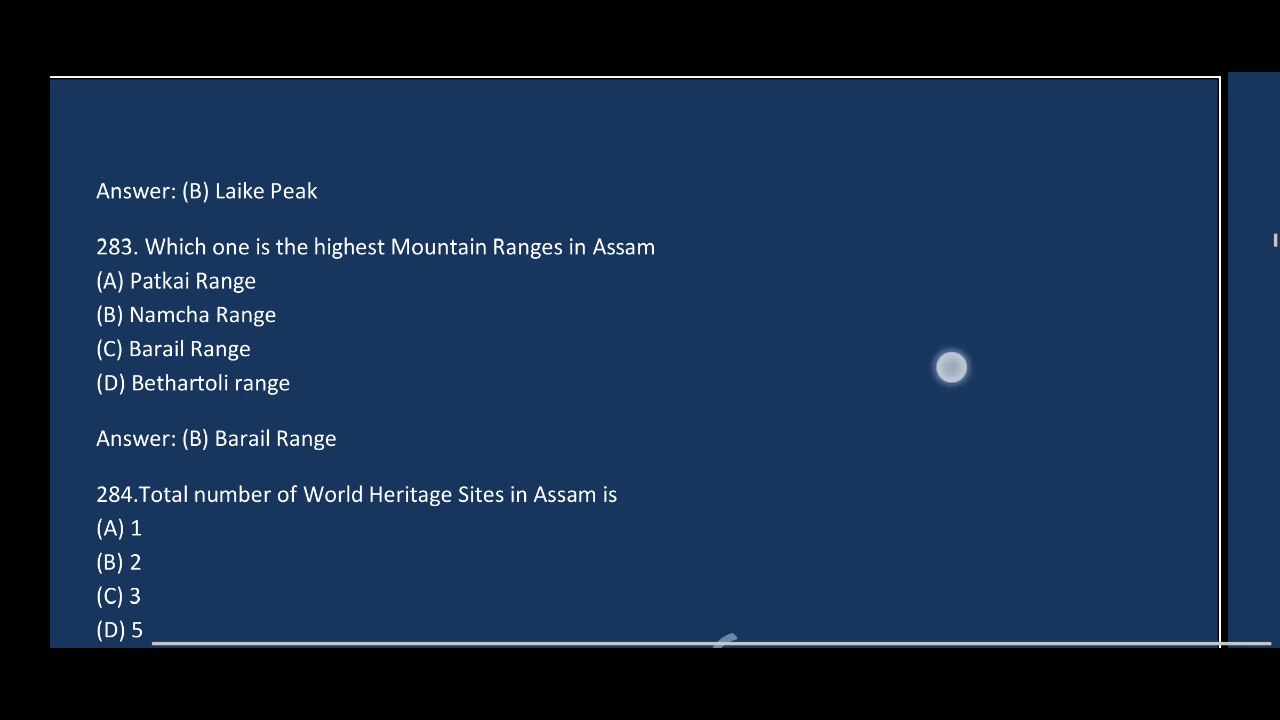 Answer: (B) Laike Peak
283. Which one is the highest Mountain Ranges in Assam
(A) Patkai Range
(B) Namcha Range
(C) Barail Range
(D) Bethartoli range
Answer: (B) Barail Range
284.Total number of World Heritage Sites in Assam is
(A) 1
(B) 2
(C) 3
(D) 5